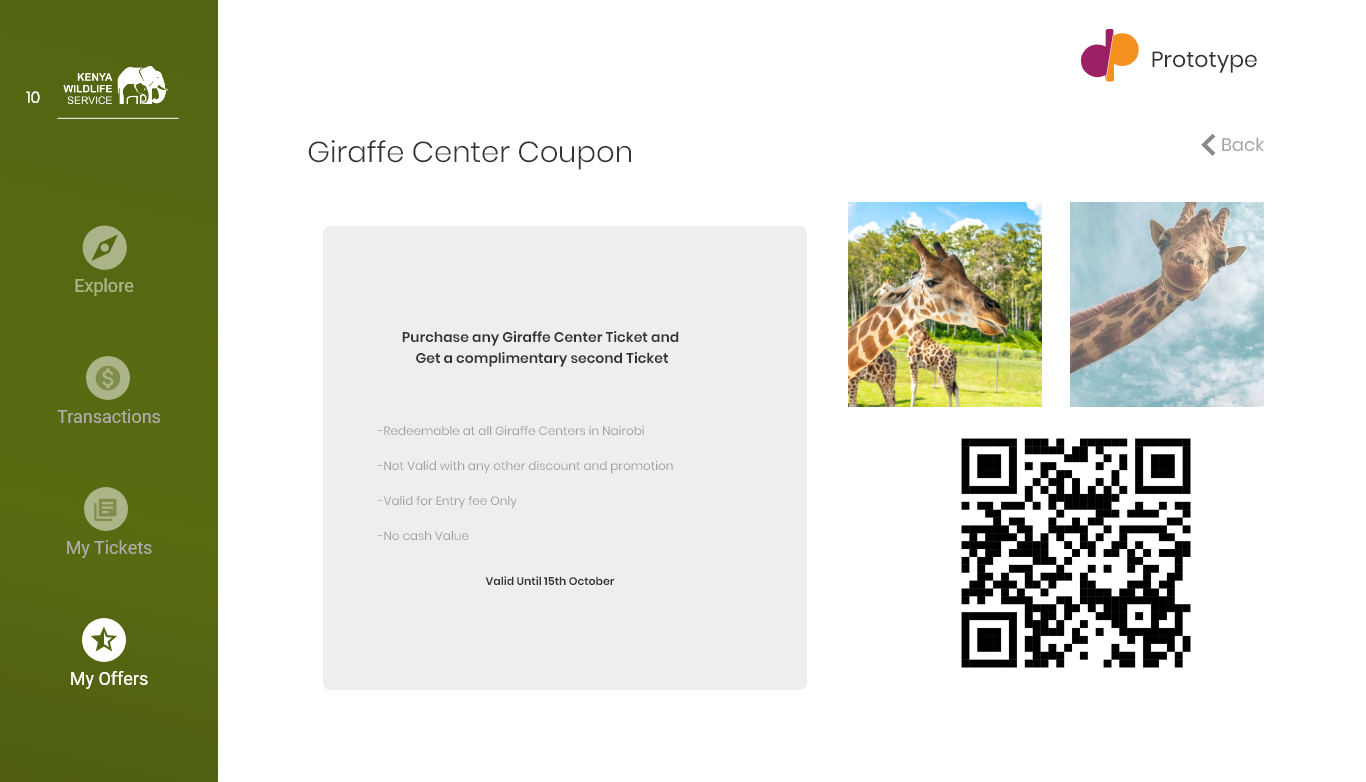 10
KENYA
WILDLIFE
SERVICE
Explore
Transactions
My Tickets
My Offers
Prototype
Giraffe Center Coupon
Back
Purchase any Giraffe Center Ticket and
Get a complimentary second Ticket
-Redeemable at all Giraffe Centers in Nairobi
-Not Valid with any other discount and promotion
-Valid for Entry fee Only
-No cash Value
Valid Until 15th October